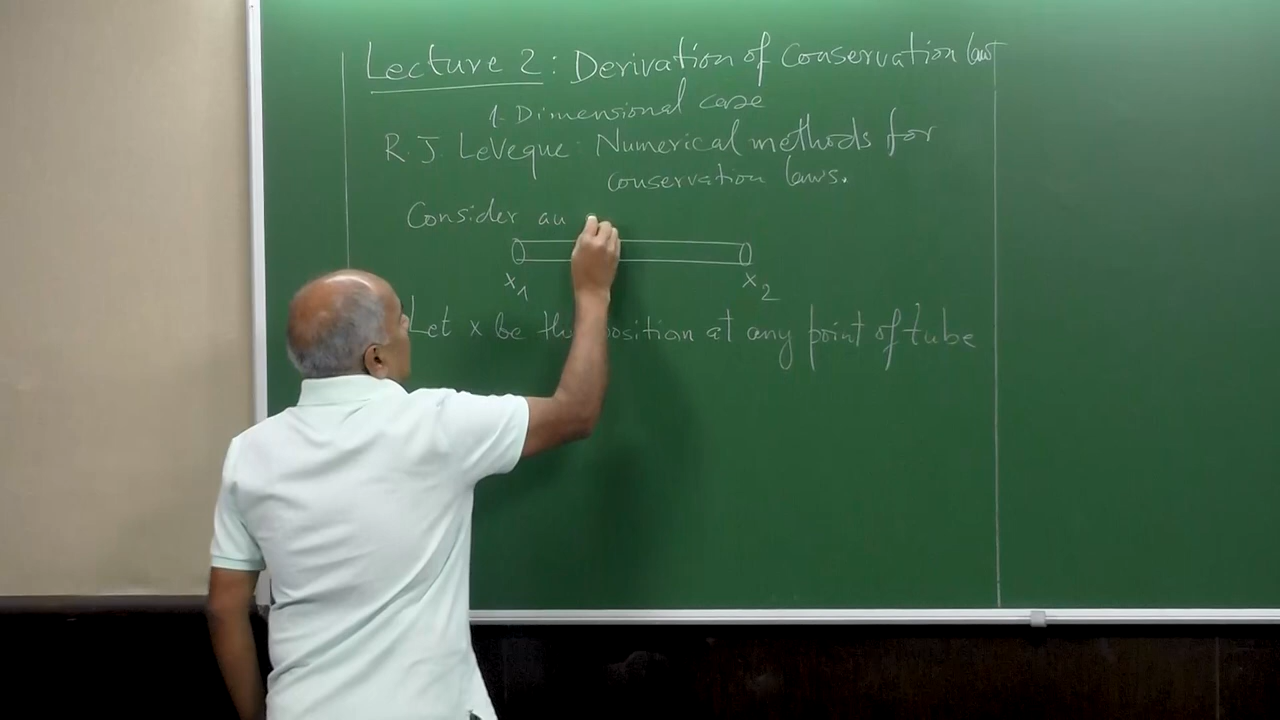 Lecture 2: Derivation of Conservation law
1-Dimensional case
R. J. LeVeque: Numerical methods for
conservation laws.
Consider an
x1 x2
Let x be the position at any point of tube